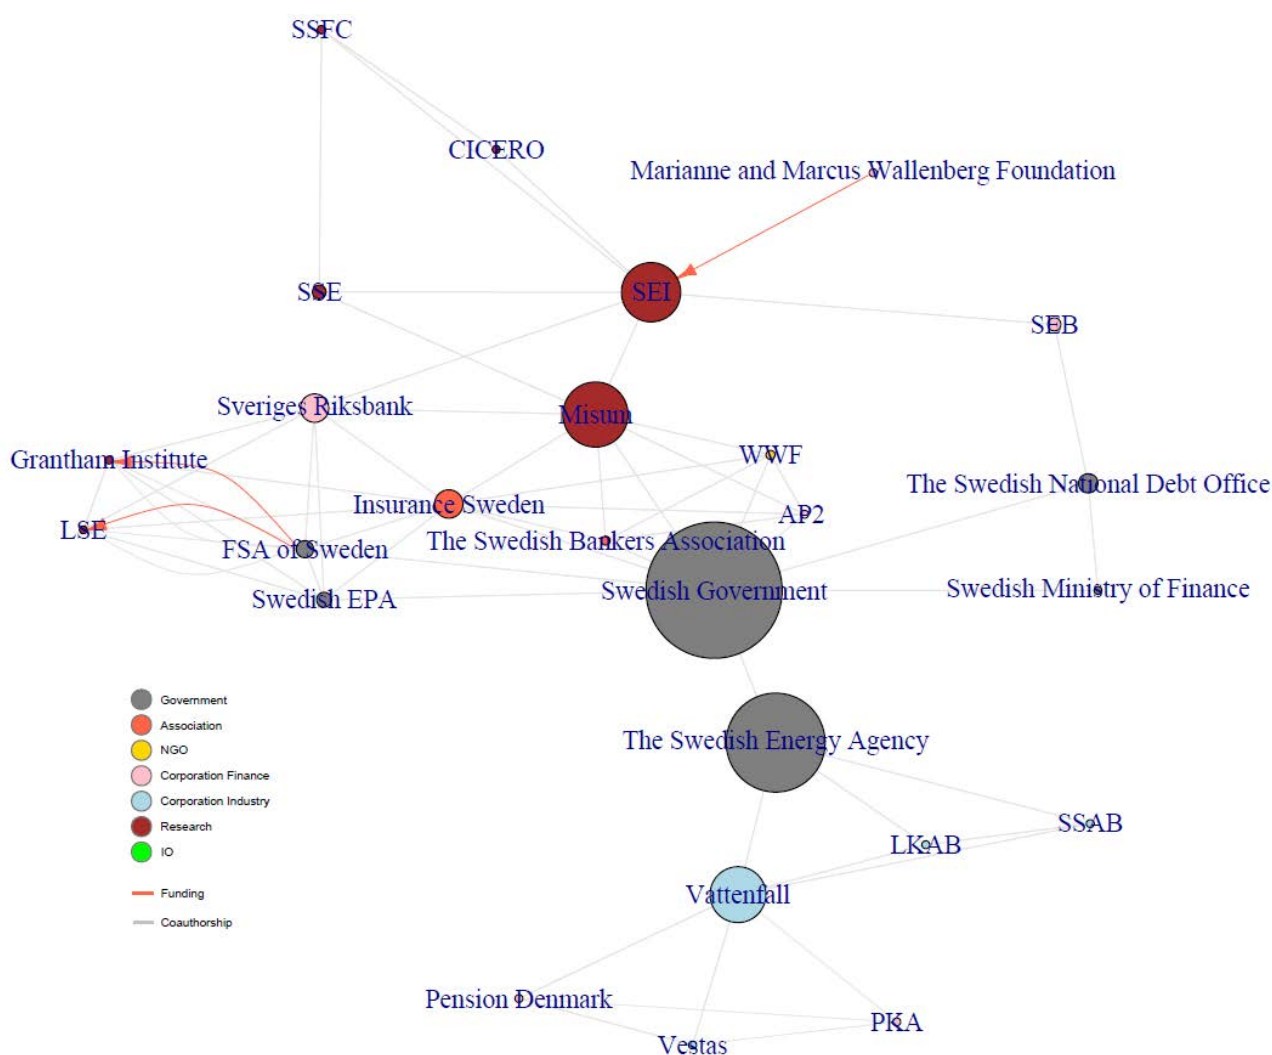 SSFC
CICERO
Marianne and Marcus Wallenberg Foundation
SSE
SEI
SEB
Sveriges Riksbank
Misum
Grantham Institute
WWF
The Swedish National Debt Office
Insurance Sweden
AP2
LSE
FSA of Sweden
The Swedish Bankers Association
Swedish EPA
Swedish Government
Swedish Ministry of Finance
Government
Association
NGO
Corporation Finance
Corporation Industry
Research
IO
Funding
Coauthorship
The Swedish Energy Agency
SSAB
LKAB
Vattenfall
Pension Denmark
PKA
Vestas